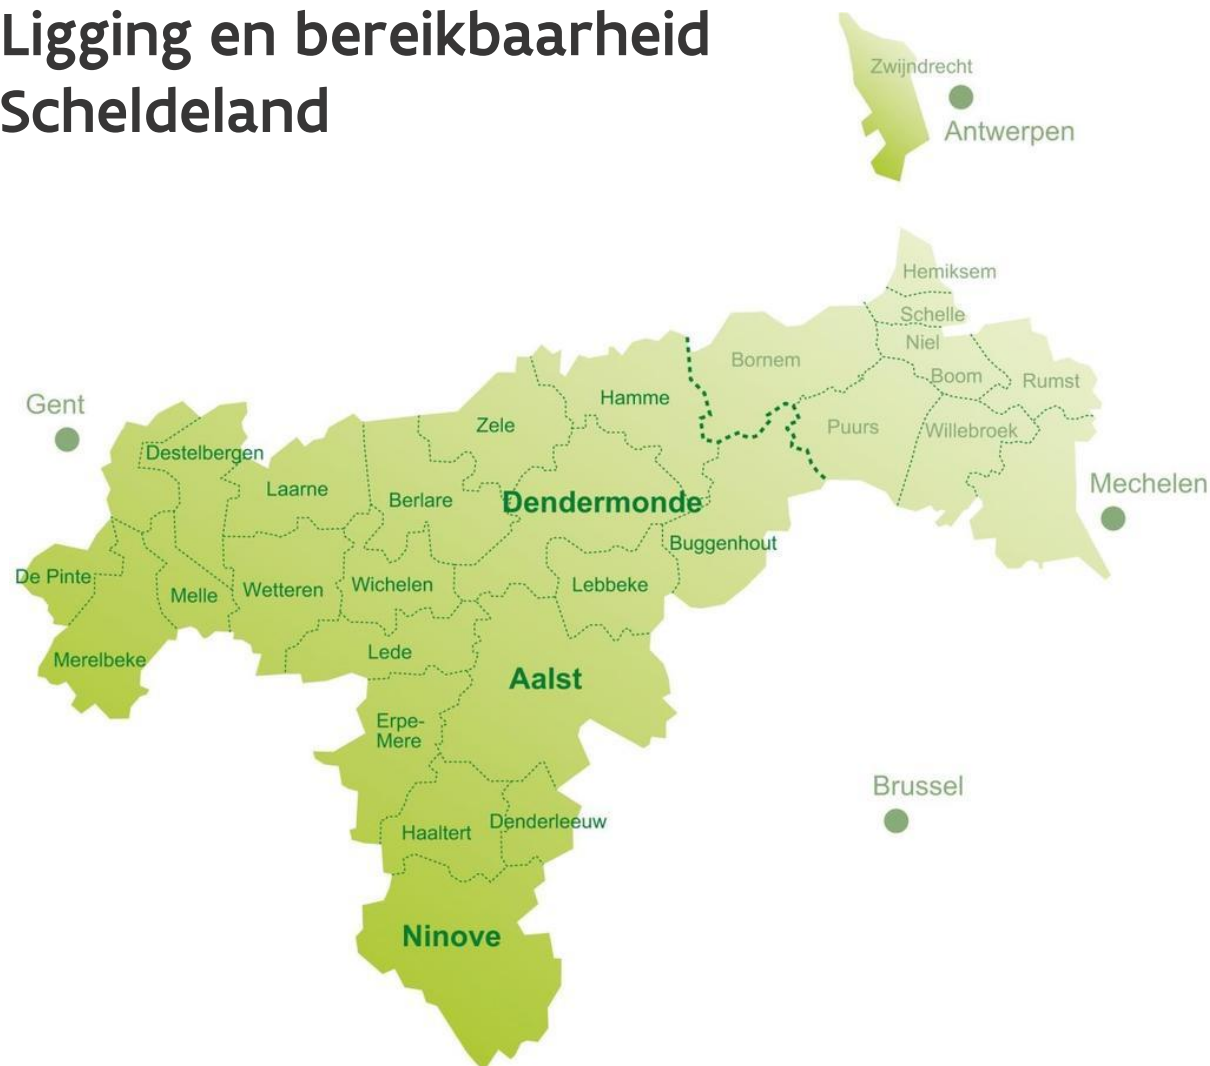 Ligging en bereikbaarheid
Scheldeland
Zwijndrecht
Antwerpen
Hemiksem
Schelle
Niel
Bornem
Boom
Rumst
Hamme
Gent
Zele
Puurs
Willebroek
Destelbergen
Laarne
Berlare
Dendermonde
Mechelen
Buggenhout
De Pinte
Melle
Wetteren
Wichelen
Lebbeke
Merelbeke
Lede
Aalst
Erpe-
Mere
Brussel
Haaltert
Denderleeuw
Ninove